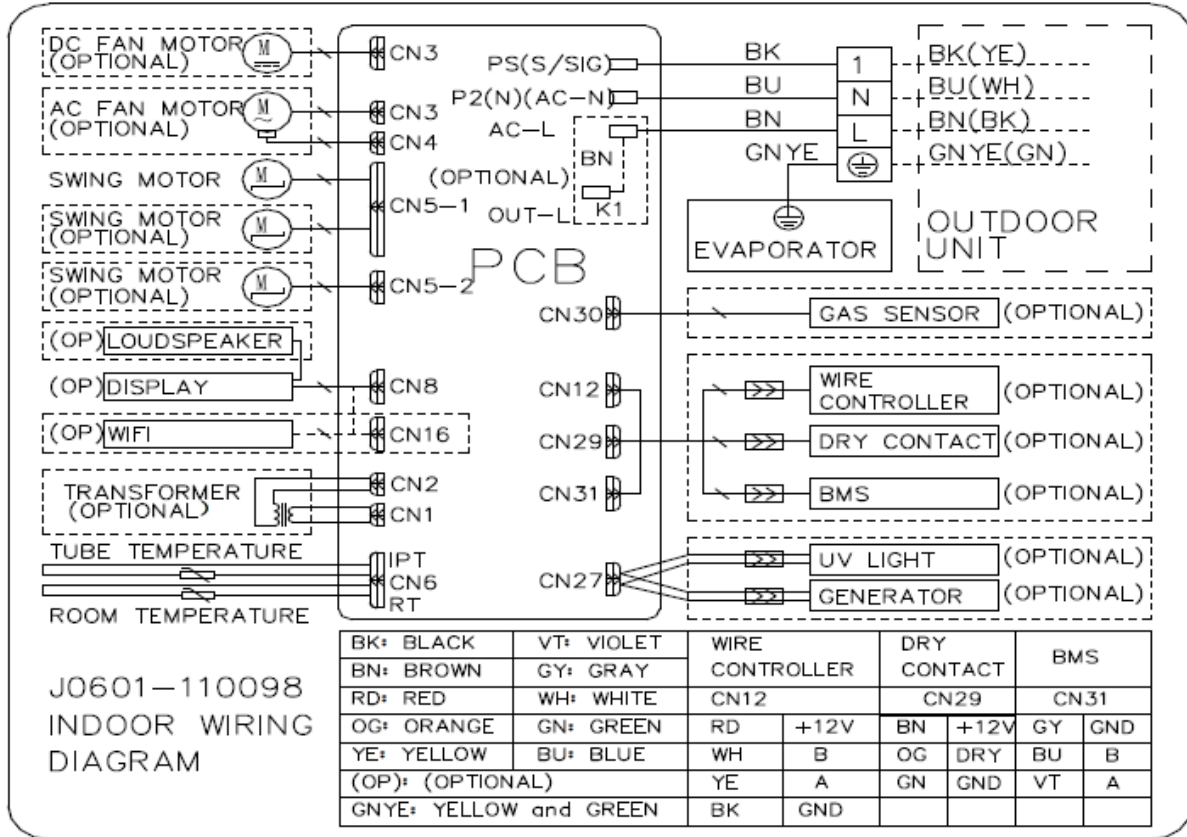 DC FAN MOTOR
(OPTIONAL)
M
CN3
AC FAN MOTOR
(OPTIONAL)
M
~
CN3
CN4
SWING MOTOR
M
CN5-1
SWING MOTOR
(OPTIONAL)
M
SWING MOTOR
(OPTIONAL)
M
CN5-2
(OP) LOUDSPEAKER
(OP) DISPLAY
CN8
(OP) WIFI
CN16
TRANSFORMER
(OPTIONAL)
CN2
CN1
TUBE TEMPERATURE
IPT
CN6
RT
ROOM TEMPERATURE
PCB
PS(S/SIG)
BK
1
BK(YE)
P2(N)(AC-N)
BU
N
BU(WH)
AC-L
BN
L
BN(BK)
GNYE
GNYE(GN)
BN
(OPTIONAL)
OUT-L
K1
EVAPORATOR
OUTDOOR
UNIT
CN30
GAS SENSOR (OPTIONAL)
CN12
WIRE
CONTROLLER (OPTIONAL)
CN29
DRY CONTACT (OPTIONAL)
CN31
BMS (OPTIONAL)
CN27
UV LIGHT (OPTIONAL)
GENERATOR (OPTIONAL)
J0601-110098
INDOOR WIRING
DIAGRAM
BK: BLACK VT: VIOLET WIRE CONTROLLER DRY CONTACT BMS
BN: BROWN GY: GRAY
RD: RED WH: WHITE CN12 CN29 CN31
OG: ORANGE GN: GREEN RD +12V BN +12V GY GND
YE: YELLOW BU: BLUE WH B OG DRY BU B
(OP): (OPTIONAL) YE A GN GND VT A
GNYE: YELLOW and GREEN BK GND